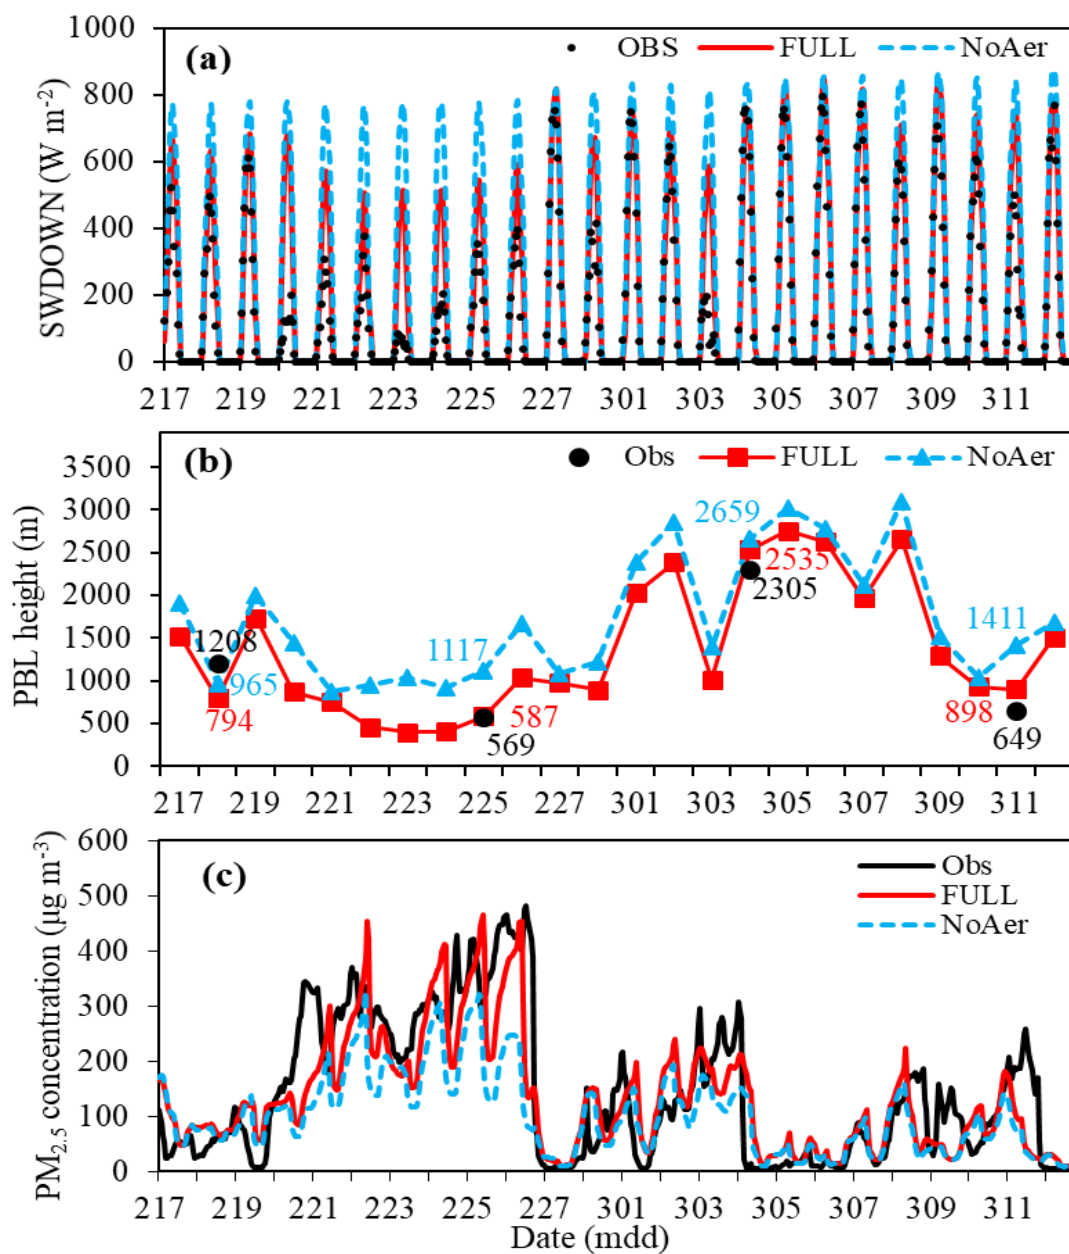 1000
(a)
OBS
FULL
NoAer
800
600
400
200
0
SWDOWN (W m-2)
217 219 221 223 225 227 301 303 305 307 309 311
(b)
Obs
FULL
NoAer
3500
3000
2500
2000
1500
1000
500
0
PBL height (m)
1208
965
794
1117
587
569
2659
2535
2305
1411
898
649
217 219 221 223 225 227 301 303 305 307 309 311
(c)
Obs
FULL
NoAer
600
500
400
300
200
100
0
PM2.5 concentration (μg m-3)
217 219 221 223 225 227 301 303 305 307 309 311
Date (mdd)